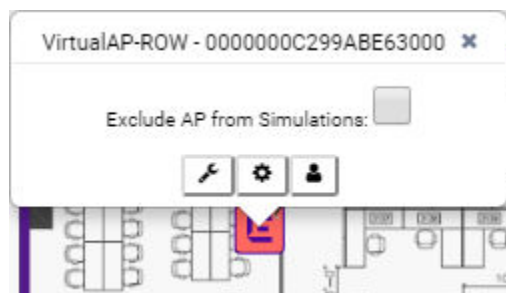 VirtualAP-ROW - 0000000C299ABE63000 ×
Exclude AP from Simulations: